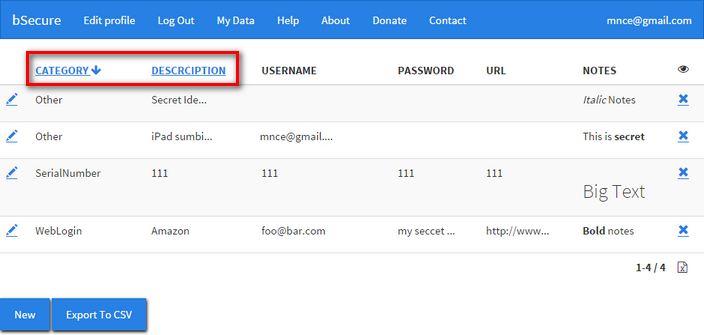 bSecure Edit profile Log Out My Data Help About Donate Contact mnce@gmail.com
CATEGORY DESCRCIPTION USERNAME PASSWORD URL NOTES
Other Secret Ide... Italic Notes
Other iPad sumbi... mnce@gmail.... This is secret
SerialNumber 111 111 111 111
Big Text
WebLogin Amazon foo@bar.com my seccet ... http://www... Bold notes
1-4 / 4
New Export To CSV